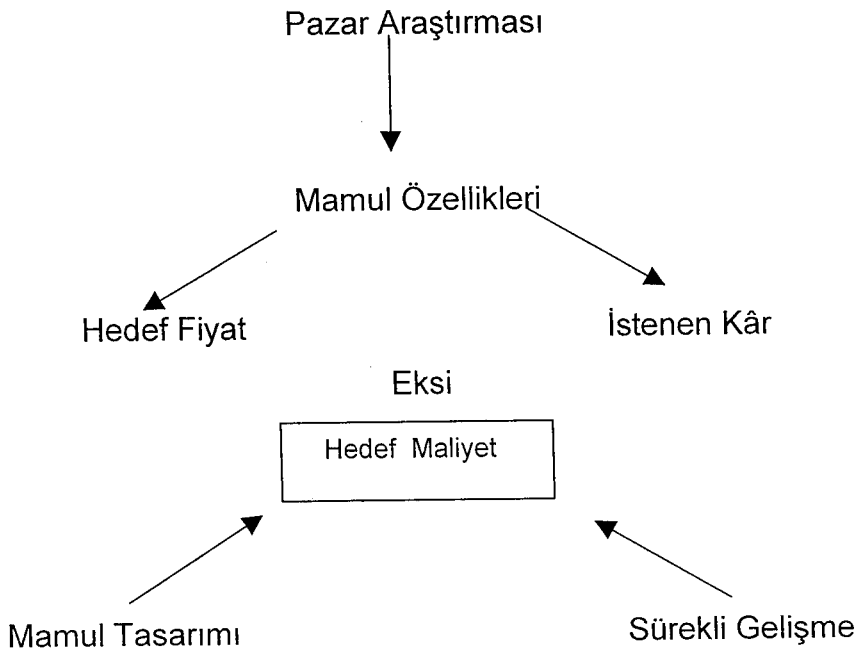 Pazar Araştırması
Mamul Özellikleri
Hedef Fiyat
İstenen Kâr
Eksi
Hedef Maliyet
Mamul Tasarımı
Sürekli Gelişme